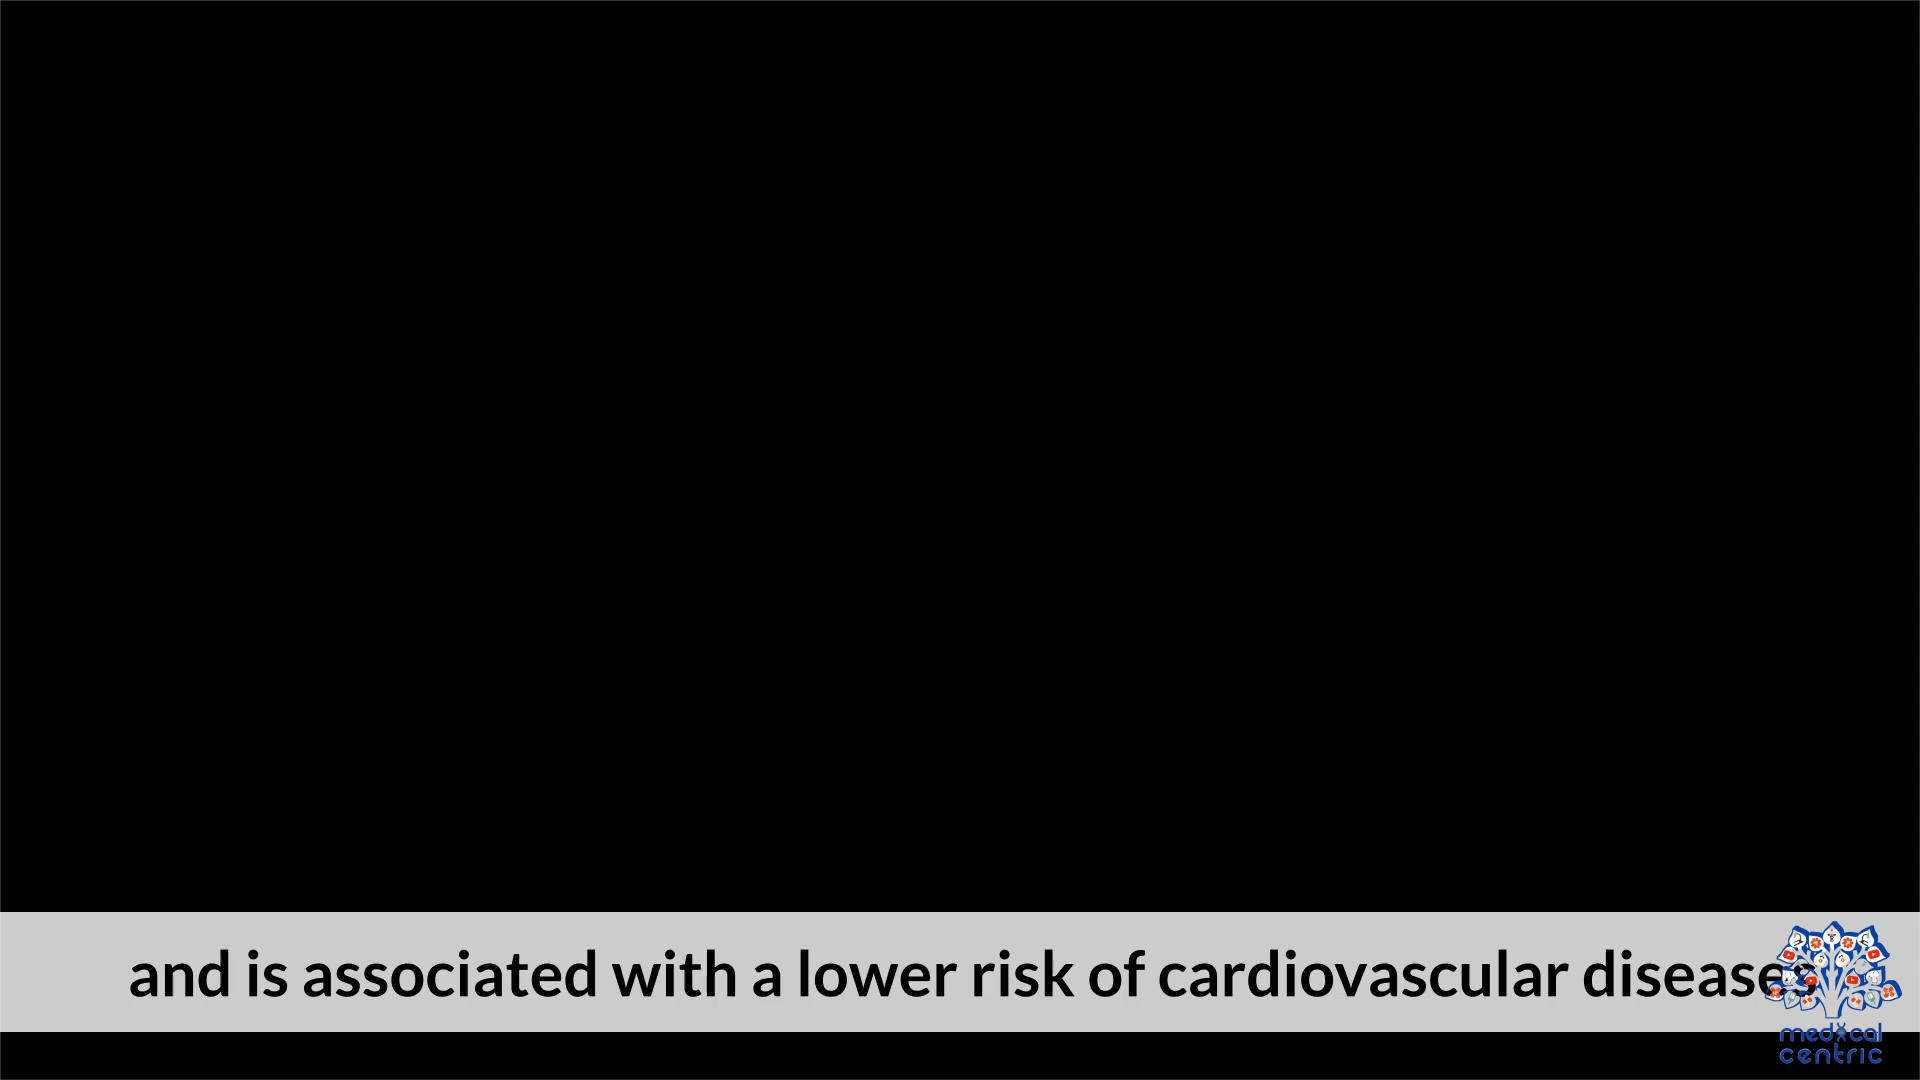 and is associated with a lower risk of cardiovascular diseases
medical
centric